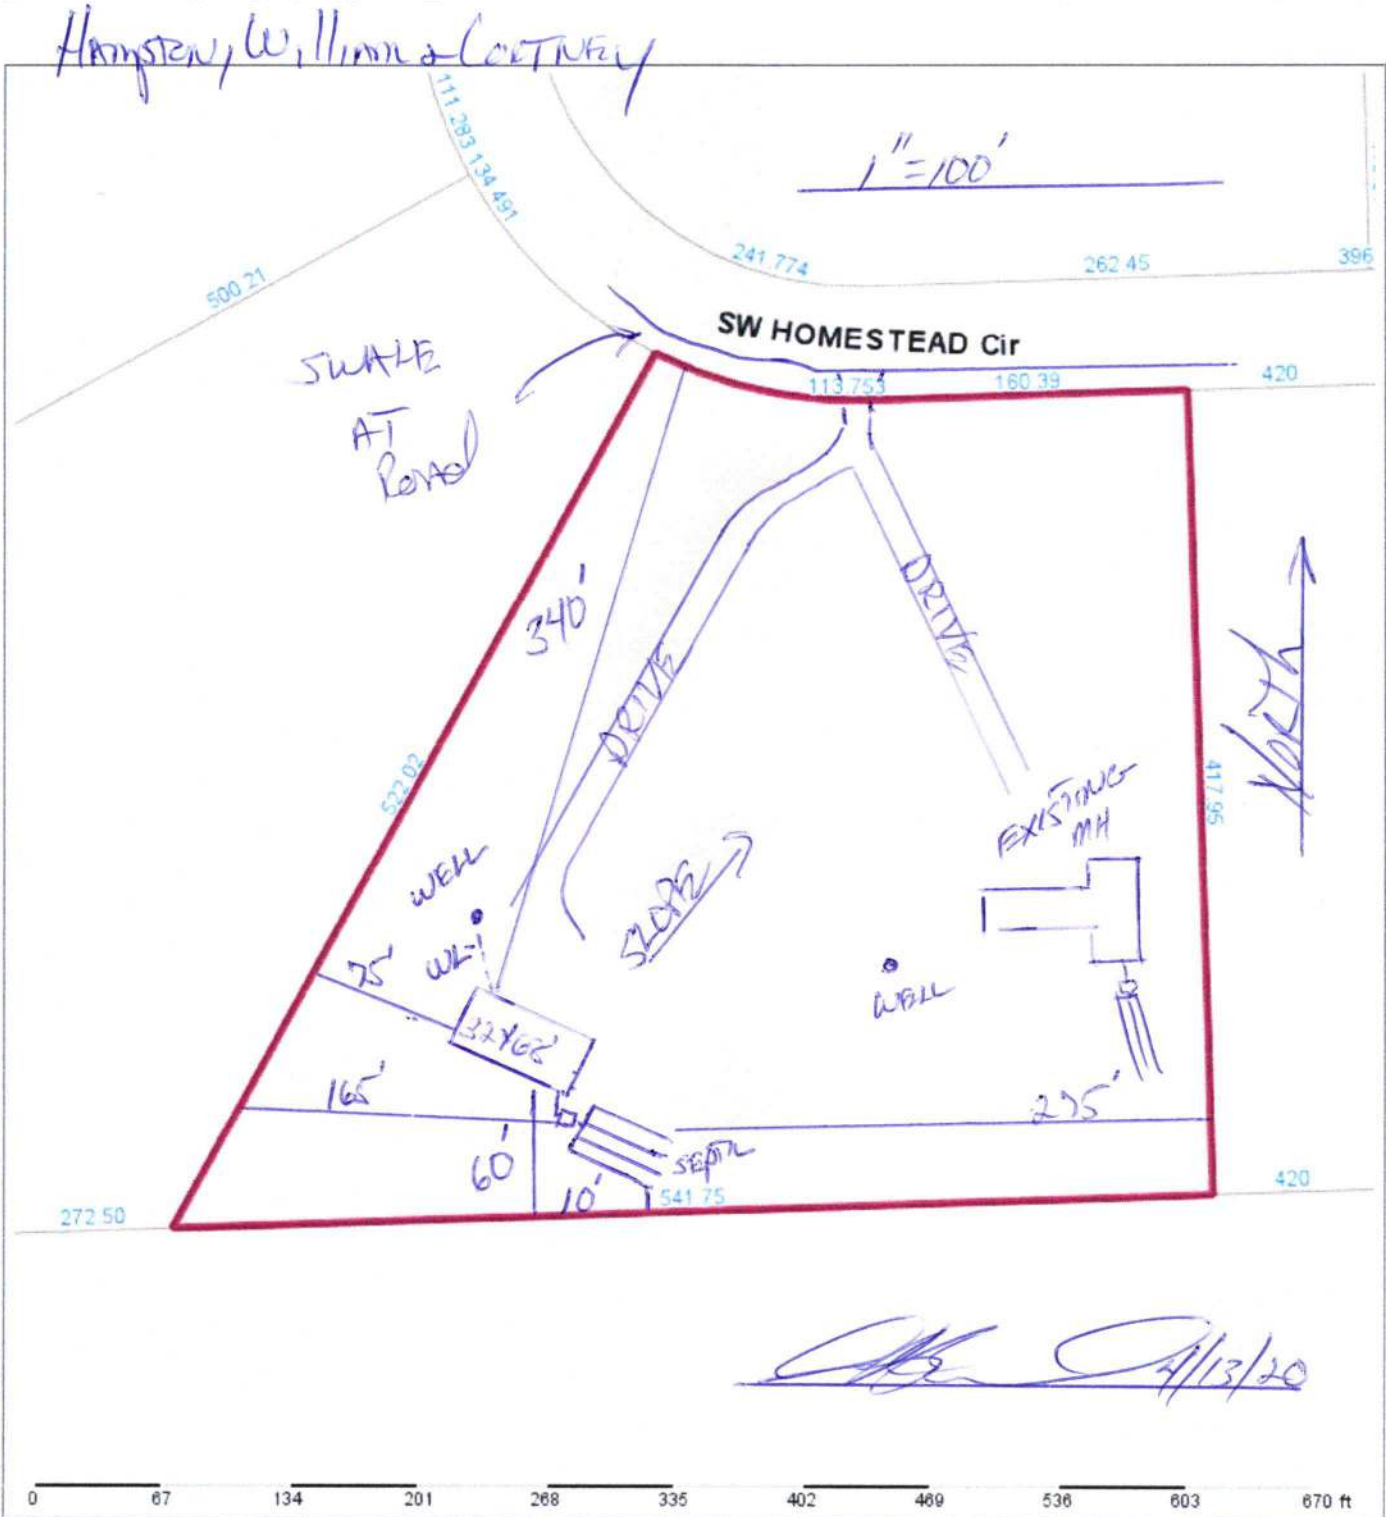 Hampton, William & Cortney
111.283 134.491
1"=100'
500.21
241.774
262.45
396
SW HOMESTEAD Cir
SWALE
AT
Road
113.753
160.39
420
340'
DRIVE
DRIVE
North
522.02
417.95
EXISTING
MH
WELL
SLOPE
75'
WL
WELL
165'
295'
60'
10'
SEPTIC
541.75
272.50
420
4/13/20
0 67 134 201 268 335 402 469 536 603 670 ft